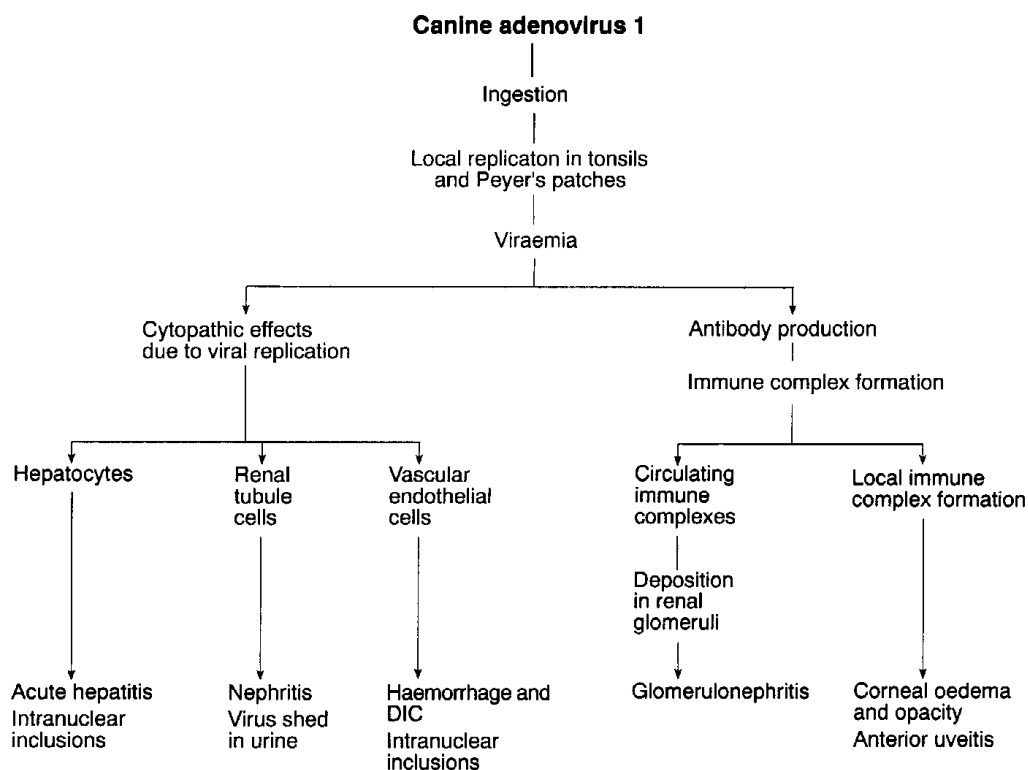 Canine adenovirus 1
Ingestion
Local replicaton in tonsils
and Peyer's patches
Viraemia
Cytopathic effects
due to viral replication
Antibody production
Immune complex formation
Hepatocytes
Renal
tubule
cells
Vascular
endothelial
cells
Circulating
immune
complexes
Local immune
complex formation
Deposition
in renal
glomeruli
Acute hepatitis
Intranuclear
inclusions
Nephritis
Virus shed
in urine
Haemorrhage and
DIC
Intranuclear
inclusions
Glomerulonephritis
Corneal oedema
and opacity
Anterior uveitis